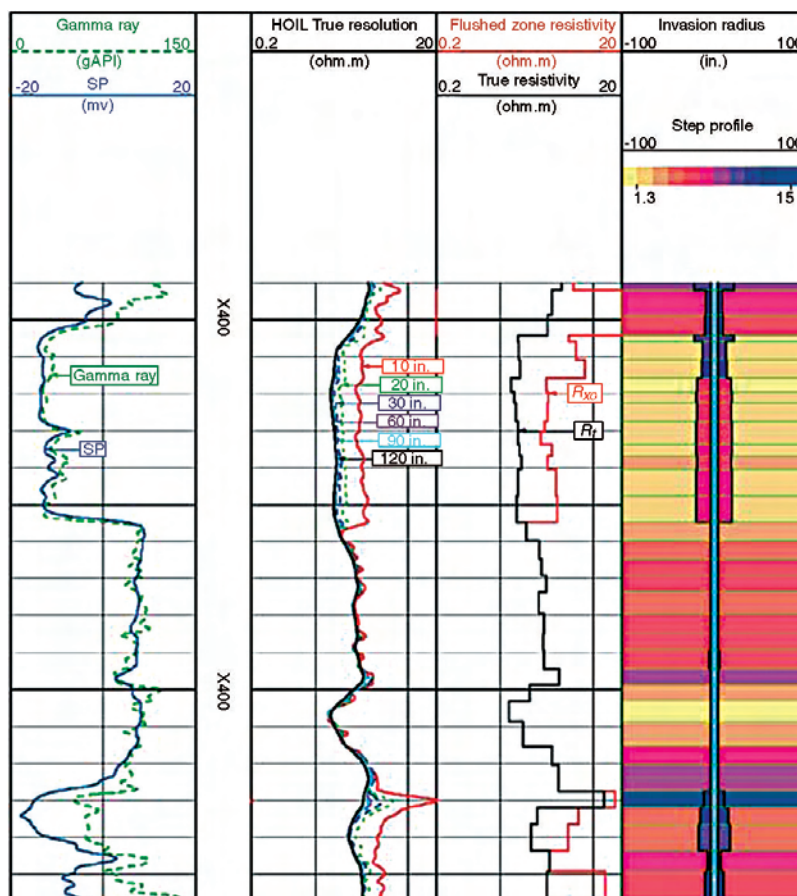 Gamma ray
0 150
(gAPI)
-20 SP 20
(mv)
HOIL True resolution
0.2 20
(ohm.m)
Flushed zone resistivity
0.2 20
(ohm.m)
True resistivity
0.2 20
(ohm.m)
Invasion radius
-100 100
(in.)
Step profile
-100 100
1.3 15
X400
Gamma ray
SP
10 in.
20 in.
30 in.
60 in.
90 in.
120 in.
Rxo
Rt
X400